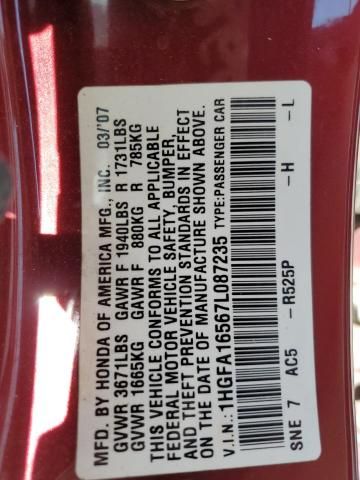 MFG. BY HONDA OF AMERICA MFG., INC. 03/'07
GVWR 3671LBS GAWR F 1940LBS R 1731LBS
GVWR 1665KG GAWR F 880KG R 785KG
THIS VEHICLE CONFORMS TO ALL APPLICABLE
FEDERAL MOTOR VEHICLE SAFETY, BUMPER,
AND THEFT PREVENTION STANDARDS IN EFFECT
ON THE DATE OF MANUFACTURE SHOWN ABOVE.
V.I.N.: 1HGFA16567L087235 TYPE:PASSENGER CAR
SNE 7 AC5 -R525P -H -L